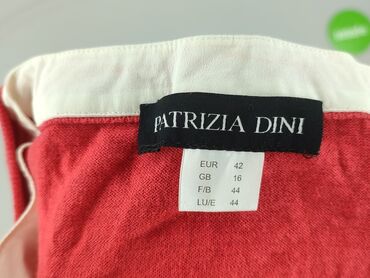 PATRIZIA DINI
EUR 42
GB 16
F/B 44
LU/E 44